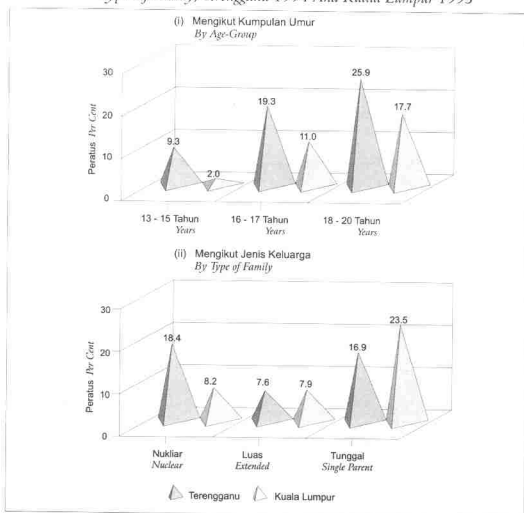 (i) Mengikut Kumpulan Umur
By Age-Group
Peratus Per Cent
30
20
10
0
9.3
2.0
19.3
11.0
25.9
17.7
13 - 15 Tahun
Years
16 - 17 Tahun
Years
18 - 20 Tahun
Years
(ii) Mengikut Jenis Keluarga
By Type of Family
Peratus Per Cent
30
20
10
0
18.4
8.2
7.6
7.9
16.9
23.5
Nukliar
Nuclear
Luas
Extended
Tunggal
Single Parent
Terengganu
Kuala Lumpur